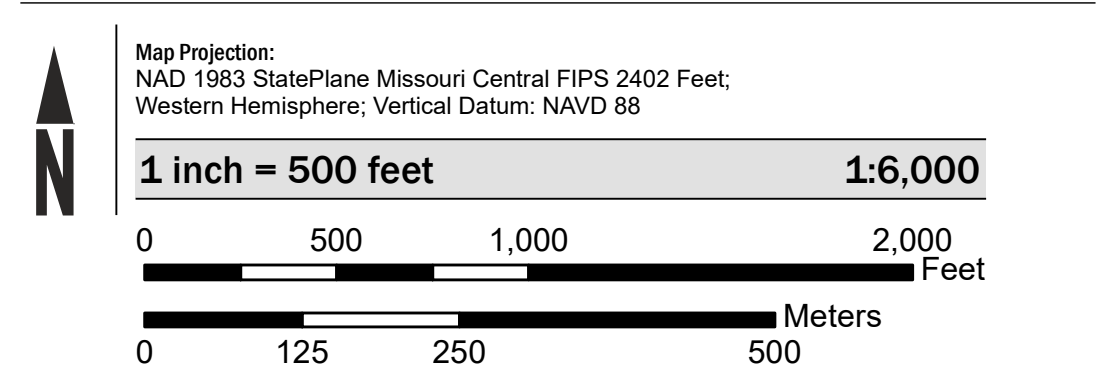 Map Projection:
NAD 1983 StatePlane Missouri Central FIPS 2402 Feet;
Western Hemisphere; Vertical Datum: NAVD 88
N
1 inch = 500 feet 1:6,000
0 500 1,000 2,000
Feet
Meters
0 125 250 500